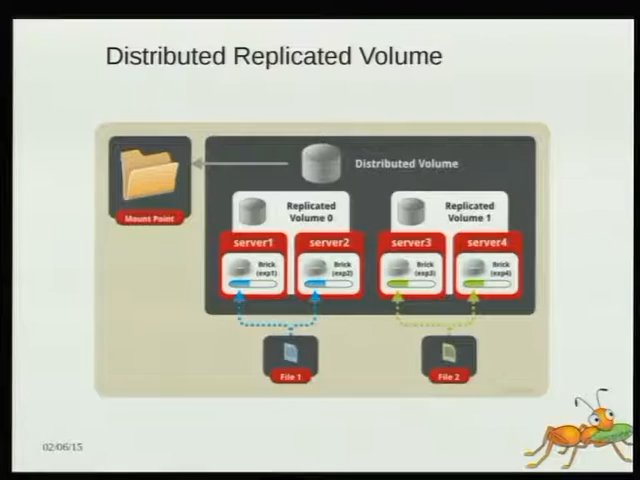 Distributed Replicated Volume
Distributed Volume
Mount Point
Replicated
Volume 0
Replicated
Volume 1
server1
server2
server3
server4
Brick
(exp1)
Brick
(exp2)
Brick
(exp3)
Brick
(exp4)
File 1
File 2
02/06/15